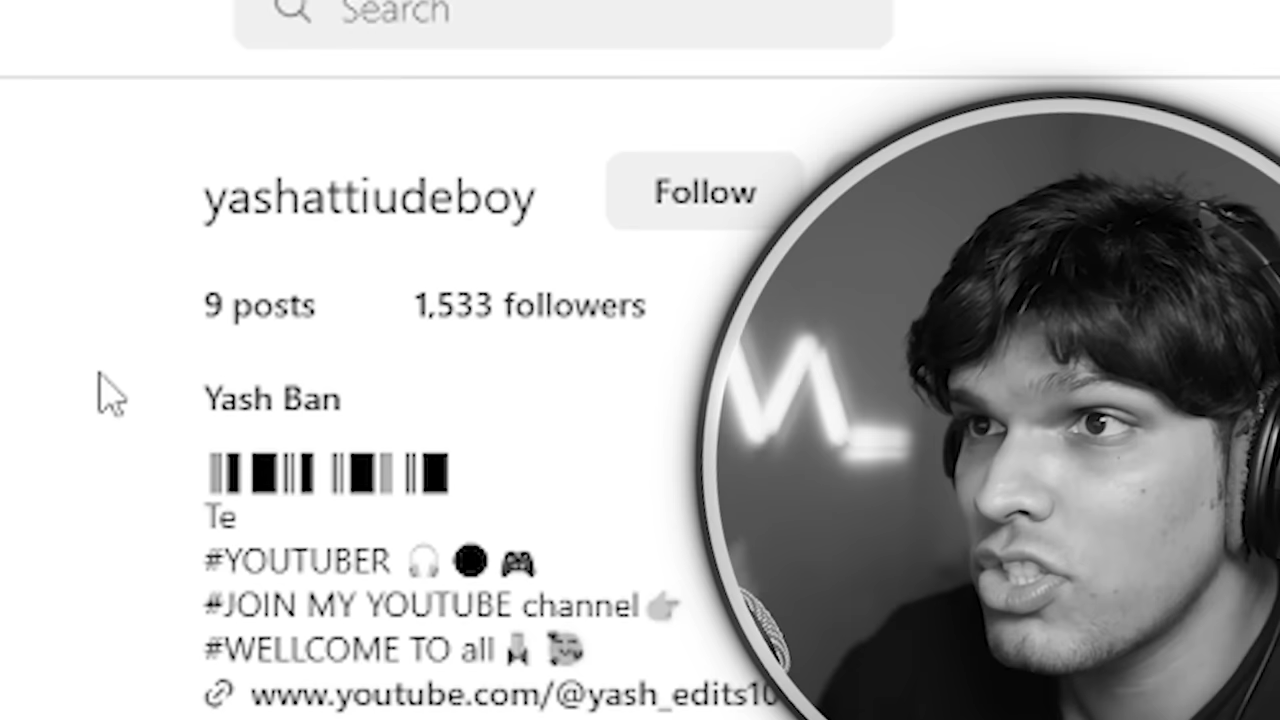 Search
yashattiudeboy
Follow
9 posts 1,533 followers
Yash Ban
Te
#YOUTUBER
#JOIN MY YOUTUBE channel
#WELLCOME TO all
www.youtube.com/@yash_edits10